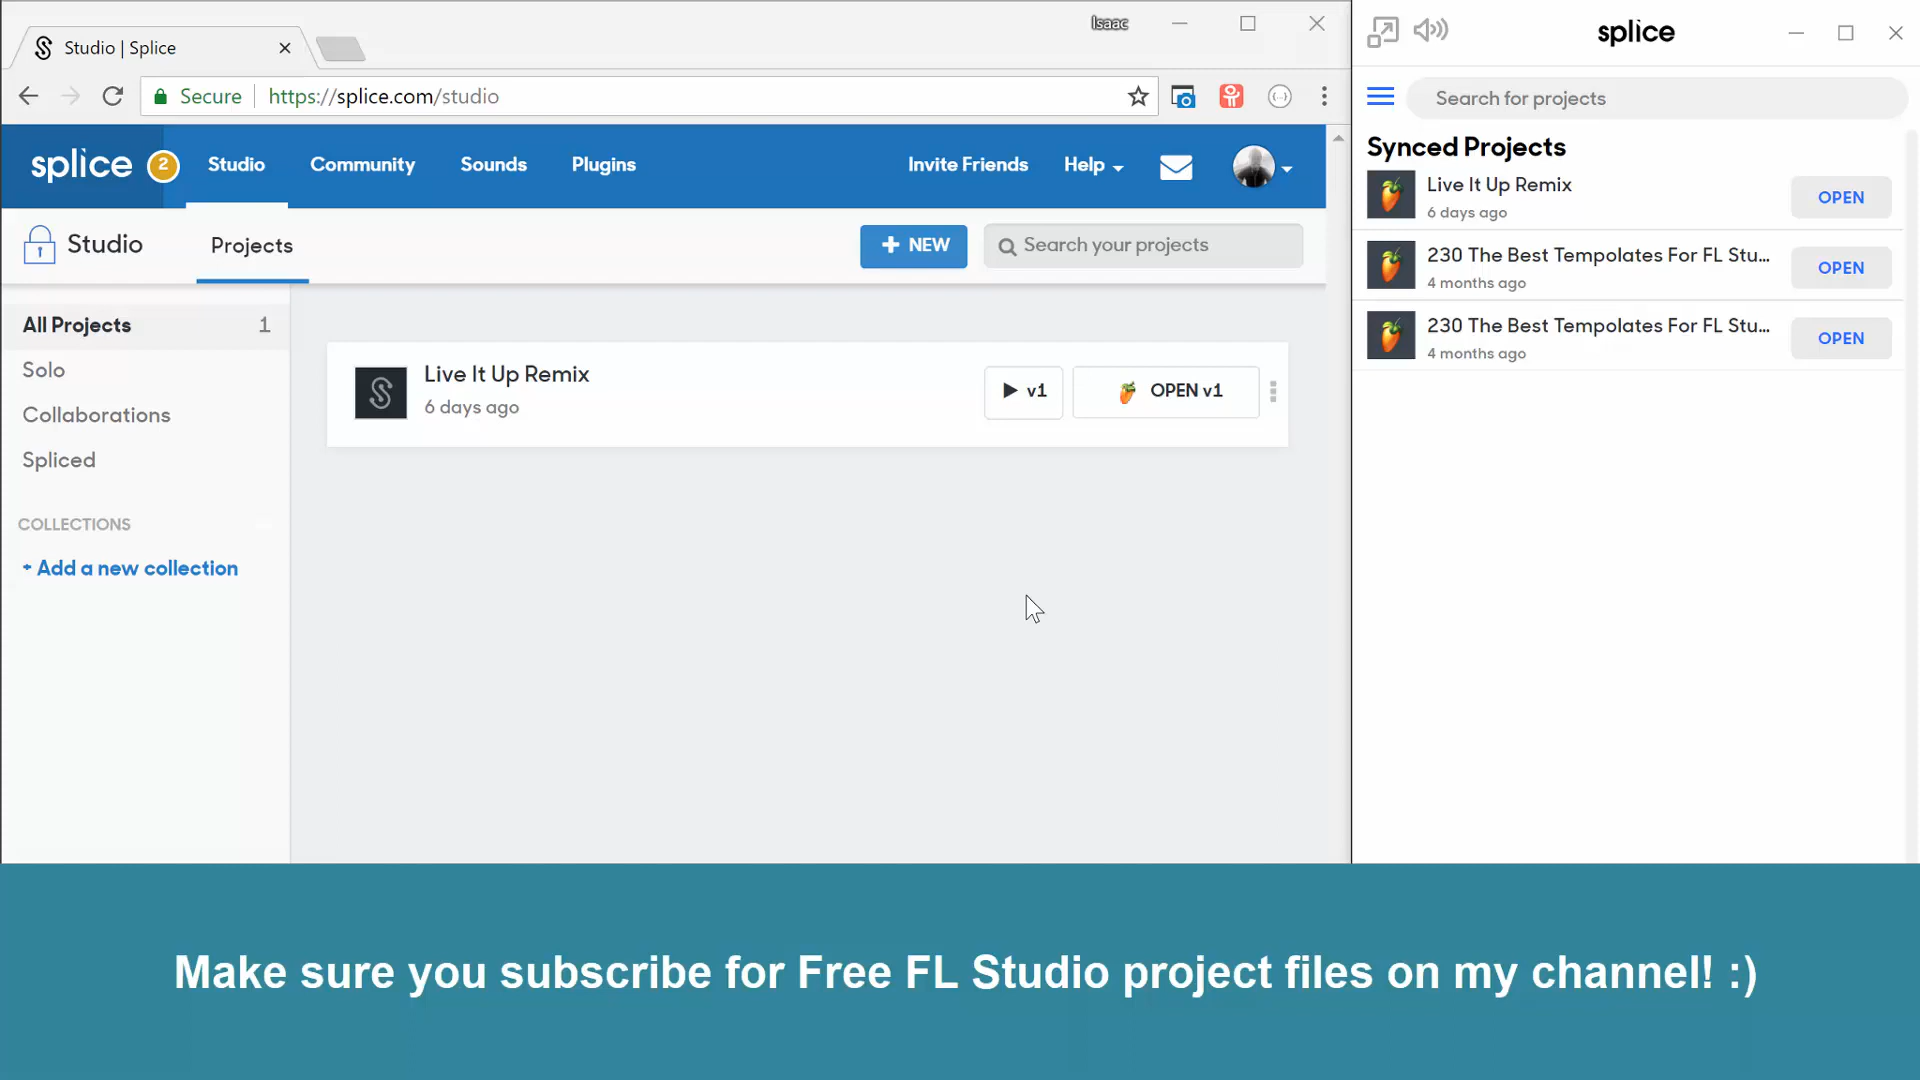 Studio | Splice
Isaac
splice
Secure
https://splice.com/studio
Search for projects
splice 2 Studio Community Sounds Plugins Invite Friends Help
Synced Projects
Live It Up Remix
6 days ago
OPEN
230 The Best Tempolates For FL Stu...
4 months ago
OPEN
230 The Best Tempolates For FL Stu...
4 months ago
OPEN
Studio
Projects
+ NEW
Search your projects
All Projects 1
Solo
Collaborations
Spliced
COLLECTIONS
+ Add a new collection
Live It Up Remix
6 days ago
v1
OPEN v1
Make sure you subscribe for Free FL Studio project files on my channel! :)